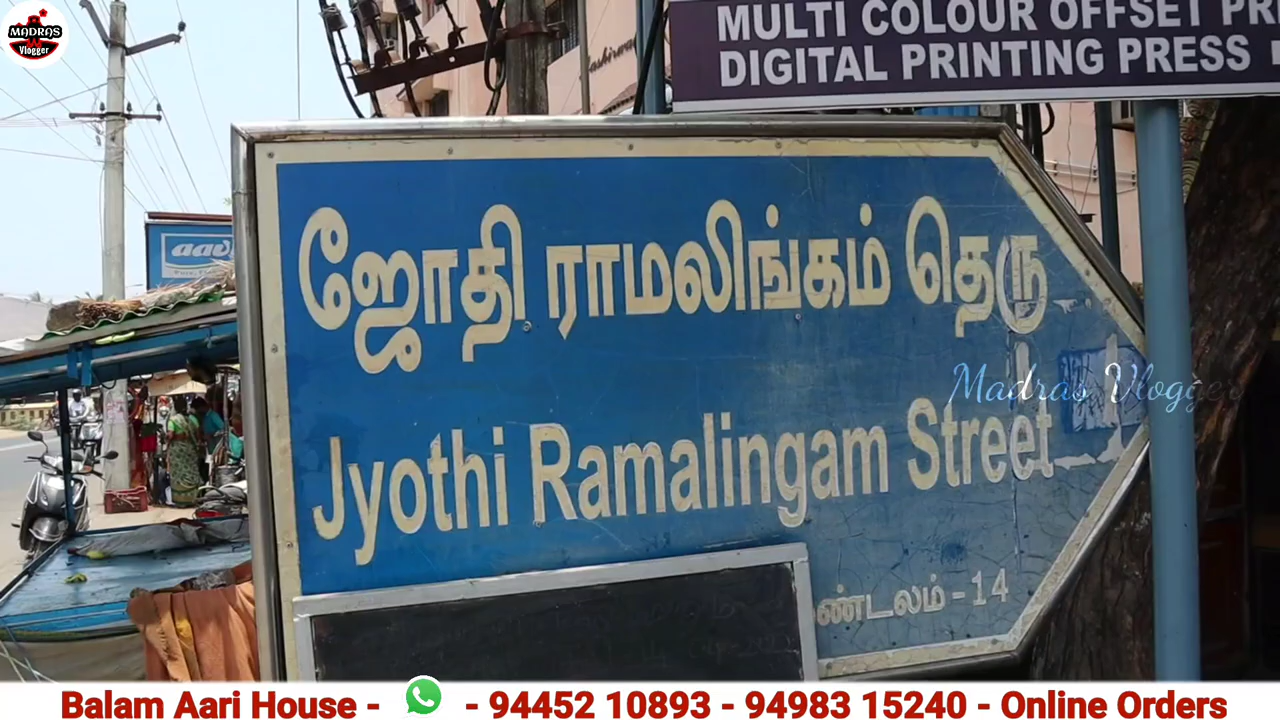 MADRAS
Vlogger
MULTI COLOUR OFFSET
DIGITAL PRINTING PRESS
ஜோதி ராமலிங்கம் தெரு
Madras Vlogger
Jyothi Ramalingam Street
ண்டலம் - 14
Balam Aari House - - 94452 10893 - 94983 15240 - Online Orders